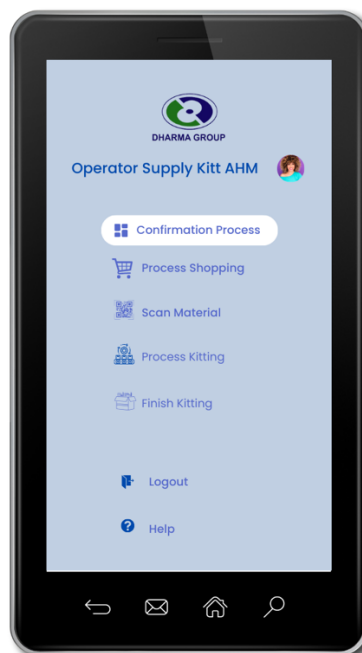 DHARMA GROUP
Operator Supply Kitt AHM
Confirmation Process
Process Shopping
Scan Material
Process Kitting
Finish Kitting
Logout
Help